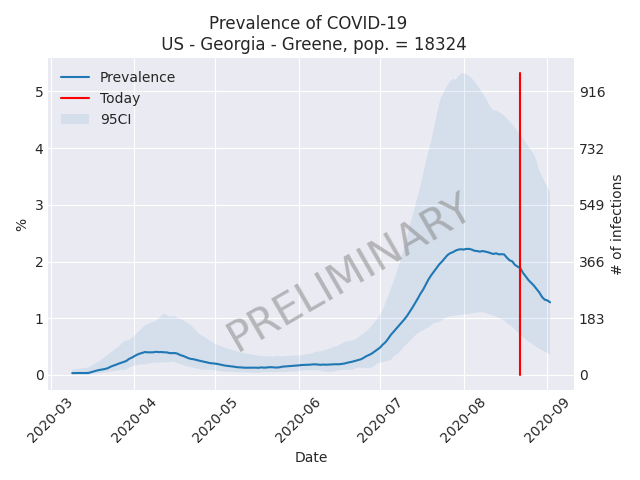 Prevalence of COVID-19
US - Georgia - Greene, pop. = 18324
Prevalence
Today
95CI
5
4
3
2
1
0
%
916
732
549
366
183
0
# of infections
PRELIMINARY
2020-03
2020-04
2020-05
2020-06
2020-07
2020-08
2020-09
Date